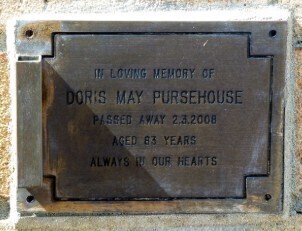 IN LOVING MEMORY OF
DORIS MAY PURSEHOUSE
PASSED AWAY 2.3.2008
AGED 83 YEARS
ALWAYS IN OUR HEARTS